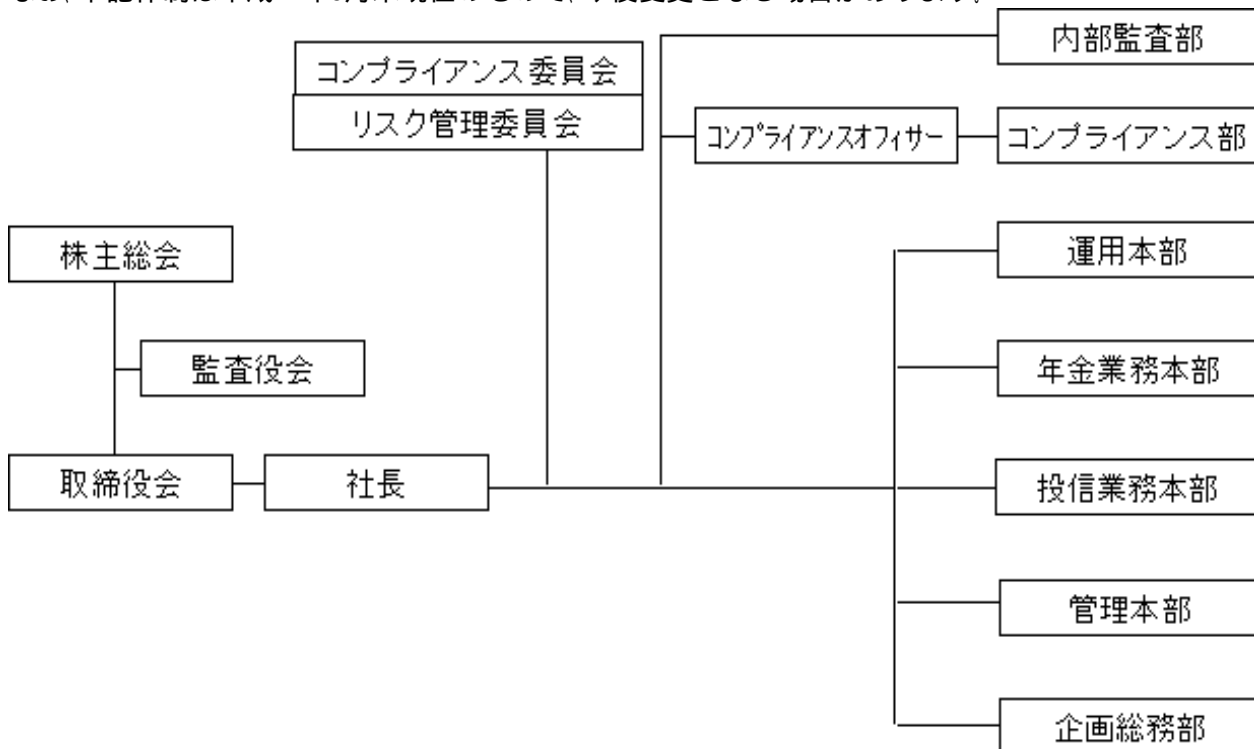 内部監査部
コンプライアンス委員会
リスク管理委員会
コンプライアンスオフィサー
コンプライアンス部
株主総会
運用本部
監査役会
年金業務本部
取締役会
社長
投信業務本部
管理本部
企画総務部